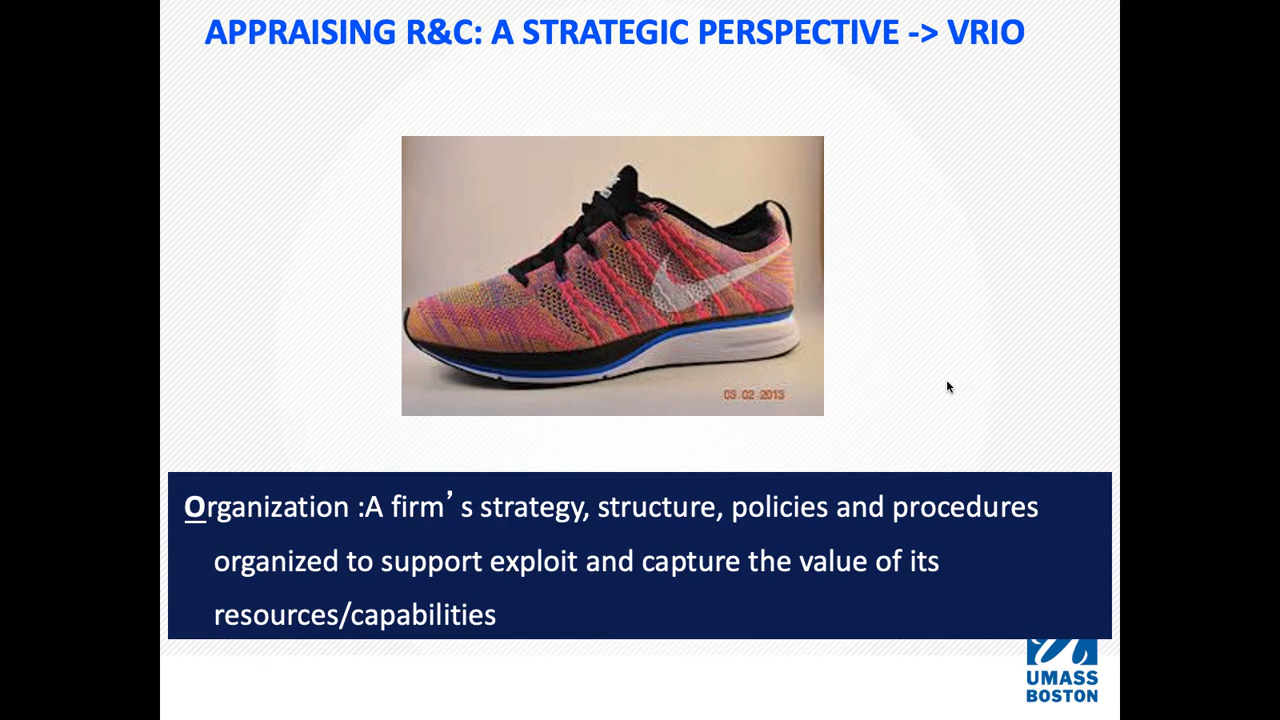 APPRAISING R&C: A STRATEGIC PERSPECTIVE -> VRIO
03 02 2013
Organization :A firm’ s strategy, structure, policies and procedures
organized to support exploit and capture the value of its
resources/capabilities
UMASS
BOSTON